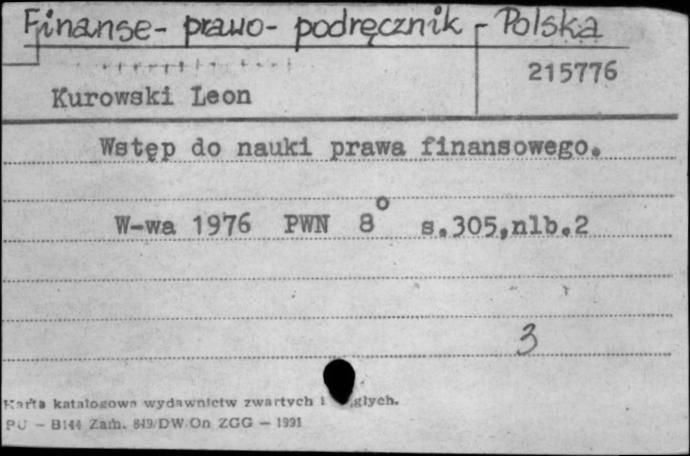 Finanse - prawo - podręcznik - Polska
215776
Kurowski Leon
Wstęp do nauki prawa finansowego.
W-wa 1976 PWN 8° s.305,nlb.2
3
Karta katalogowa wydawnictw zwartych i
PU - B144 Zam. 849/DW/On ZGG - 1991